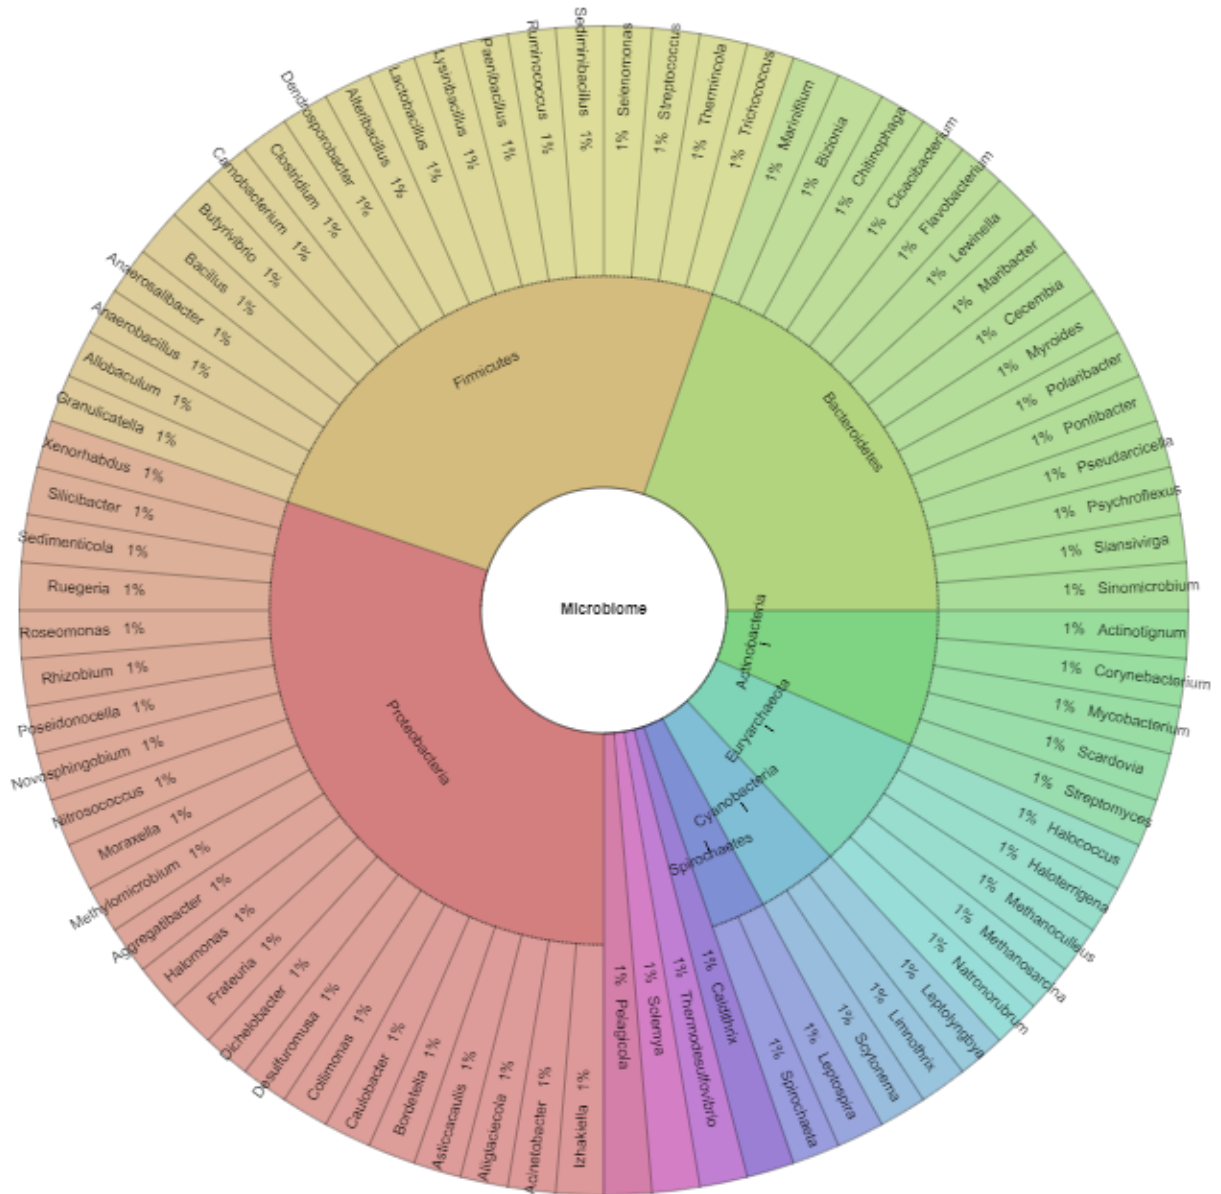 Microbiome
Firmicutes
Bacteroidetes
Actinobacteria
Euryarchaeota
Cyanobacteria
Spirochaetes
Proteobacteria
Granulicatella 1%
Allobaculum 1%
Anaerobacillus 1%
Anaerosalibacter 1%
Bacillus 1%
Butyrivibrio 1%
Carnobacterium 1%
Clostridium 1%
Dendrosporobacter 1%
Alteribacillus 1%
Lactobacillus 1%
Lysinibacillus 1%
Paenibacillus 1%
Ruminococcus 1%
Sediminibacillus 1%
1% Selenomonas
1% Streptococcus
1% Thermincola
1% Trichococcus
1% Marinifilum
1% Bizionia
1% Chitinophaga
1% Cloacibacterium
1% Flavobacterium
1% Lewinella
1% Maribacter
1% Cecembia
1% Myroides
1% Polaribacter
1% Pontibacter
1% Pseudarcicella
1% Psychroflexus
1% Siansivirga
1% Sinomicrobium
1% Actinotignum
1% Corynebacterium
1% Mycobacterium
1% Scardovia
1% Streptomyces
1% Halococcus
1% Haloterrigena
1% Methanoculleus
1% Methanosarcina
1% Natronorubrum
1% Leptolyngbya
1% Limnothrix
1% Scytonema
1% Leptospira
1% Spirochaeta
1% Caldithrix
1% Thermodesulfovibrio
1% Solemya
1% Pelagicola
Izhakiella 1%
Acinetobacter 1%
Aliiglaciecola 1%
Asticcacaulis 1%
Bordetella 1%
Caulobacter 1%
Collimonas 1%
Desulfuromusa 1%
Dichelobacter 1%
Frateuria 1%
Halomonas 1%
Aggregatibacter 1%
Methylomicrobium 1%
Moraxella 1%
Nitrosococcus 1%
Novosphingobium 1%
Poseidonocella 1%
Rhizobium 1%
Roseomonas 1%
Ruegeria 1%
Sedimenticola 1%
Silicibacter 1%
Xenorhabdus 1%